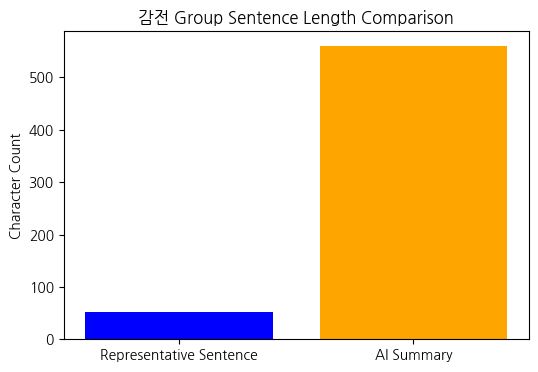 감전 Group Sentence Length Comparison
Character Count
500
400
300
200
100
0
Representative Sentence
AI Summary